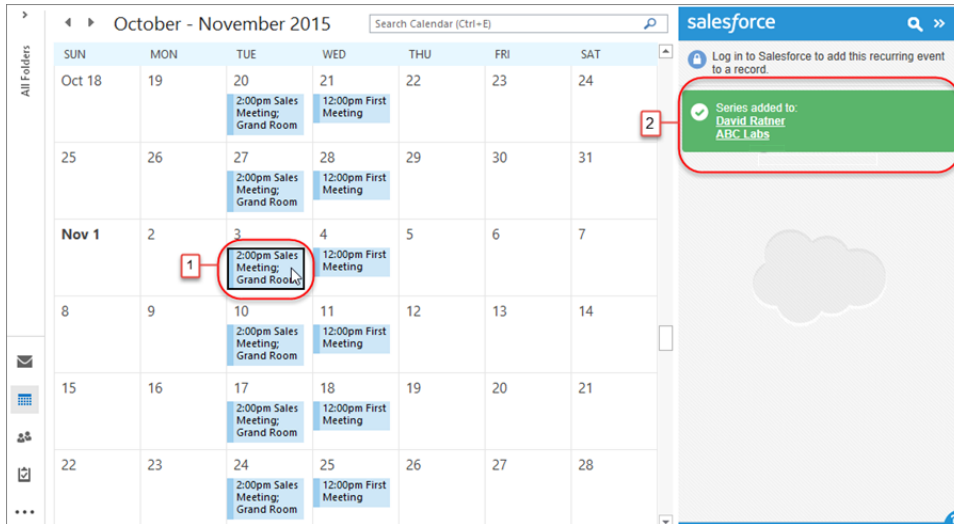 All Folders
October - November 2015
Search Calendar (Ctrl+E)
SUN MON TUE WED THU FRI SAT
Oct 18 19 20 21 22 23 24
2:00pm Sales
Meeting;
Grand Room
12:00pm First
Meeting
25 26 27 28 29 30 31
2:00pm Sales
Meeting;
Grand Room
12:00pm First
Meeting
Nov 1 2 3 4 5 6 7
1
2:00pm Sales
Meeting;
Grand Room
12:00pm First
Meeting
8 9 10 11 12 13 14
2:00pm Sales
Meeting;
Grand Room
12:00pm First
Meeting
15 16 17 18 19 20 21
2:00pm Sales
Meeting;
Grand Room
12:00pm First
Meeting
22 23 24 25 26 27 28
2:00pm Sales
Meeting;
Grand Room
12:00pm First
Meeting
salesforce
Log in to Salesforce to add this recurring event
to a record.
2
Series added to:
David Ratner
ABC Labs